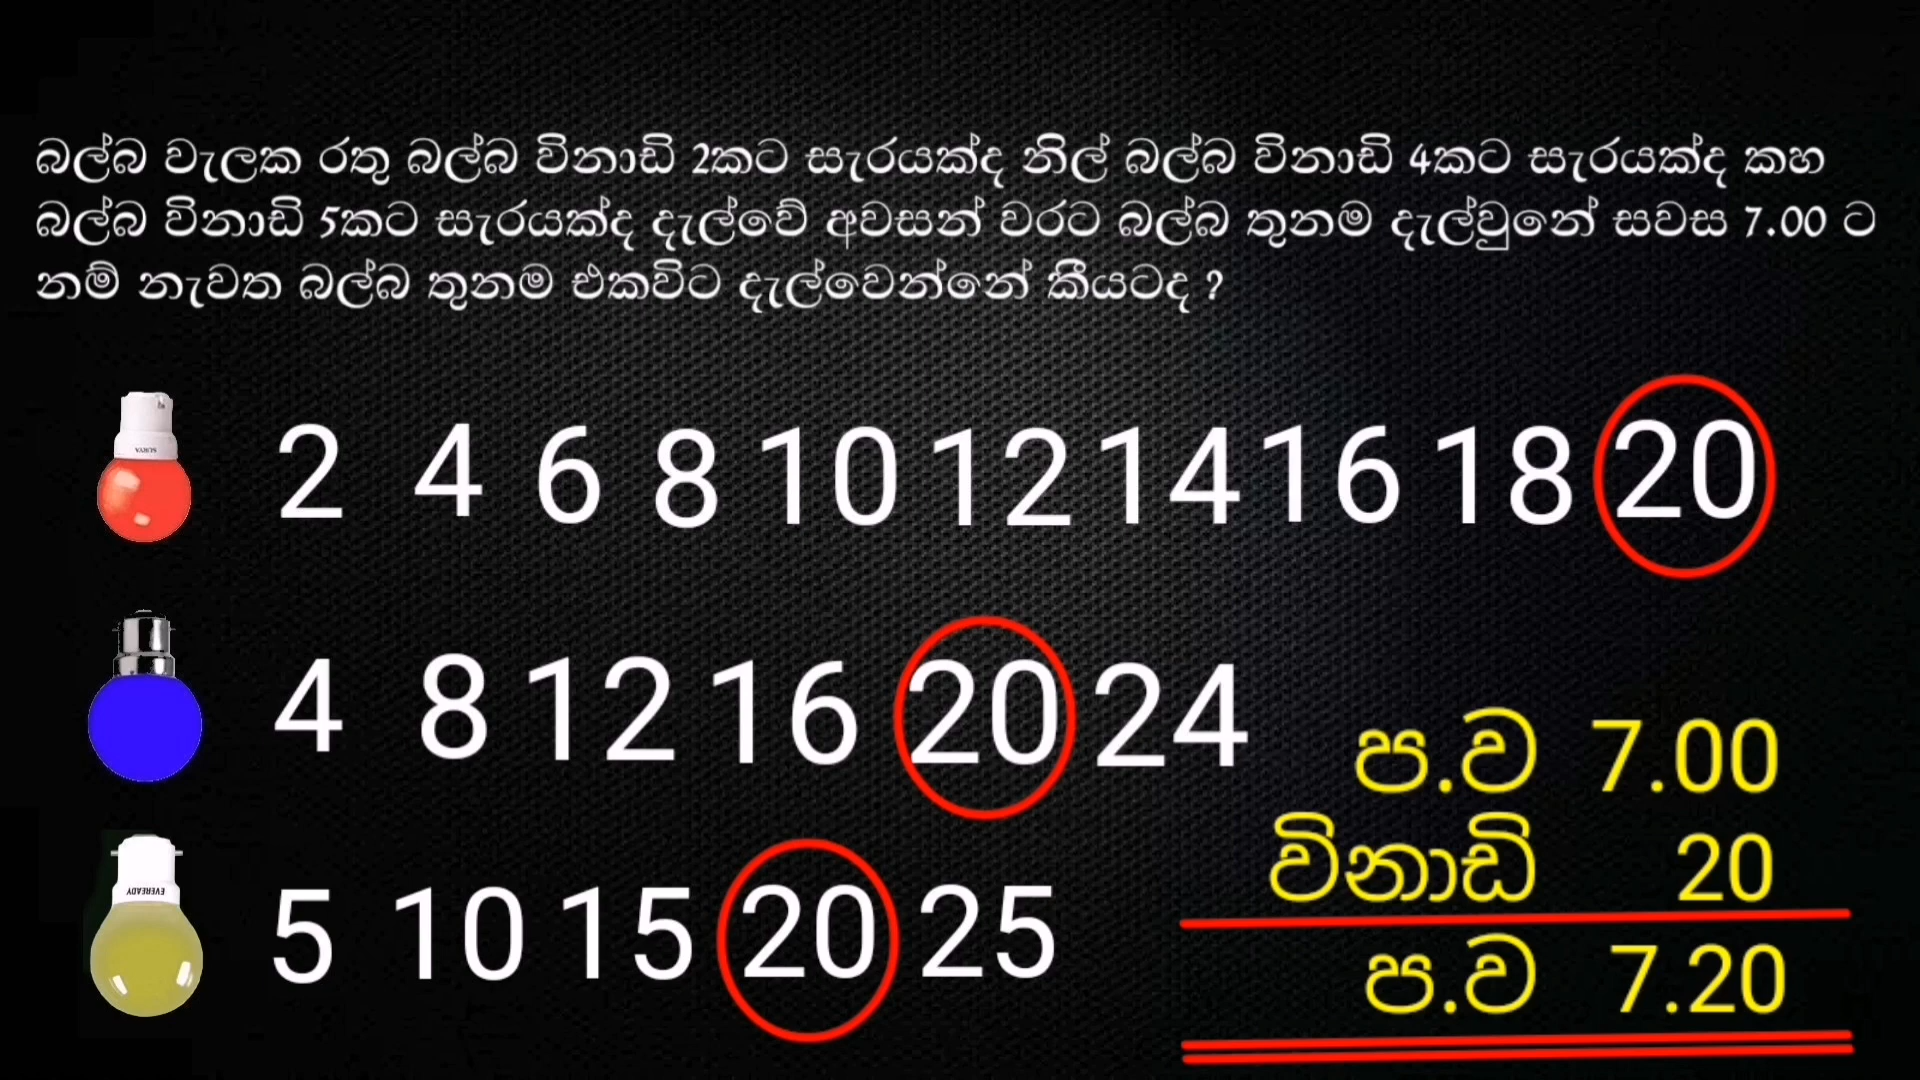 බල්බ වැලක රතු බල්බ විනාඩි 2කට සැරයක්ද නිල් බල්බ විනාඩි 4කට සැරයක්ද කහ
බල්බ විනාඩි 5කට සැරයක්ද දැල්වේ අවසන් වරට බල්බ තුනම දැල්වුනේ සවස 7.00 ට
නම් නැවත බල්බ තුනම එකවිට දැල්වෙන්නේ කීයටද ?
SURYA
2 4 6 8 10 12 14 16 18 20
4 8 12 16 20 24
ප.ව 7.00
විනාඩි 20
EVEREADY
5 10 15 20 25
ප.ව 7.20